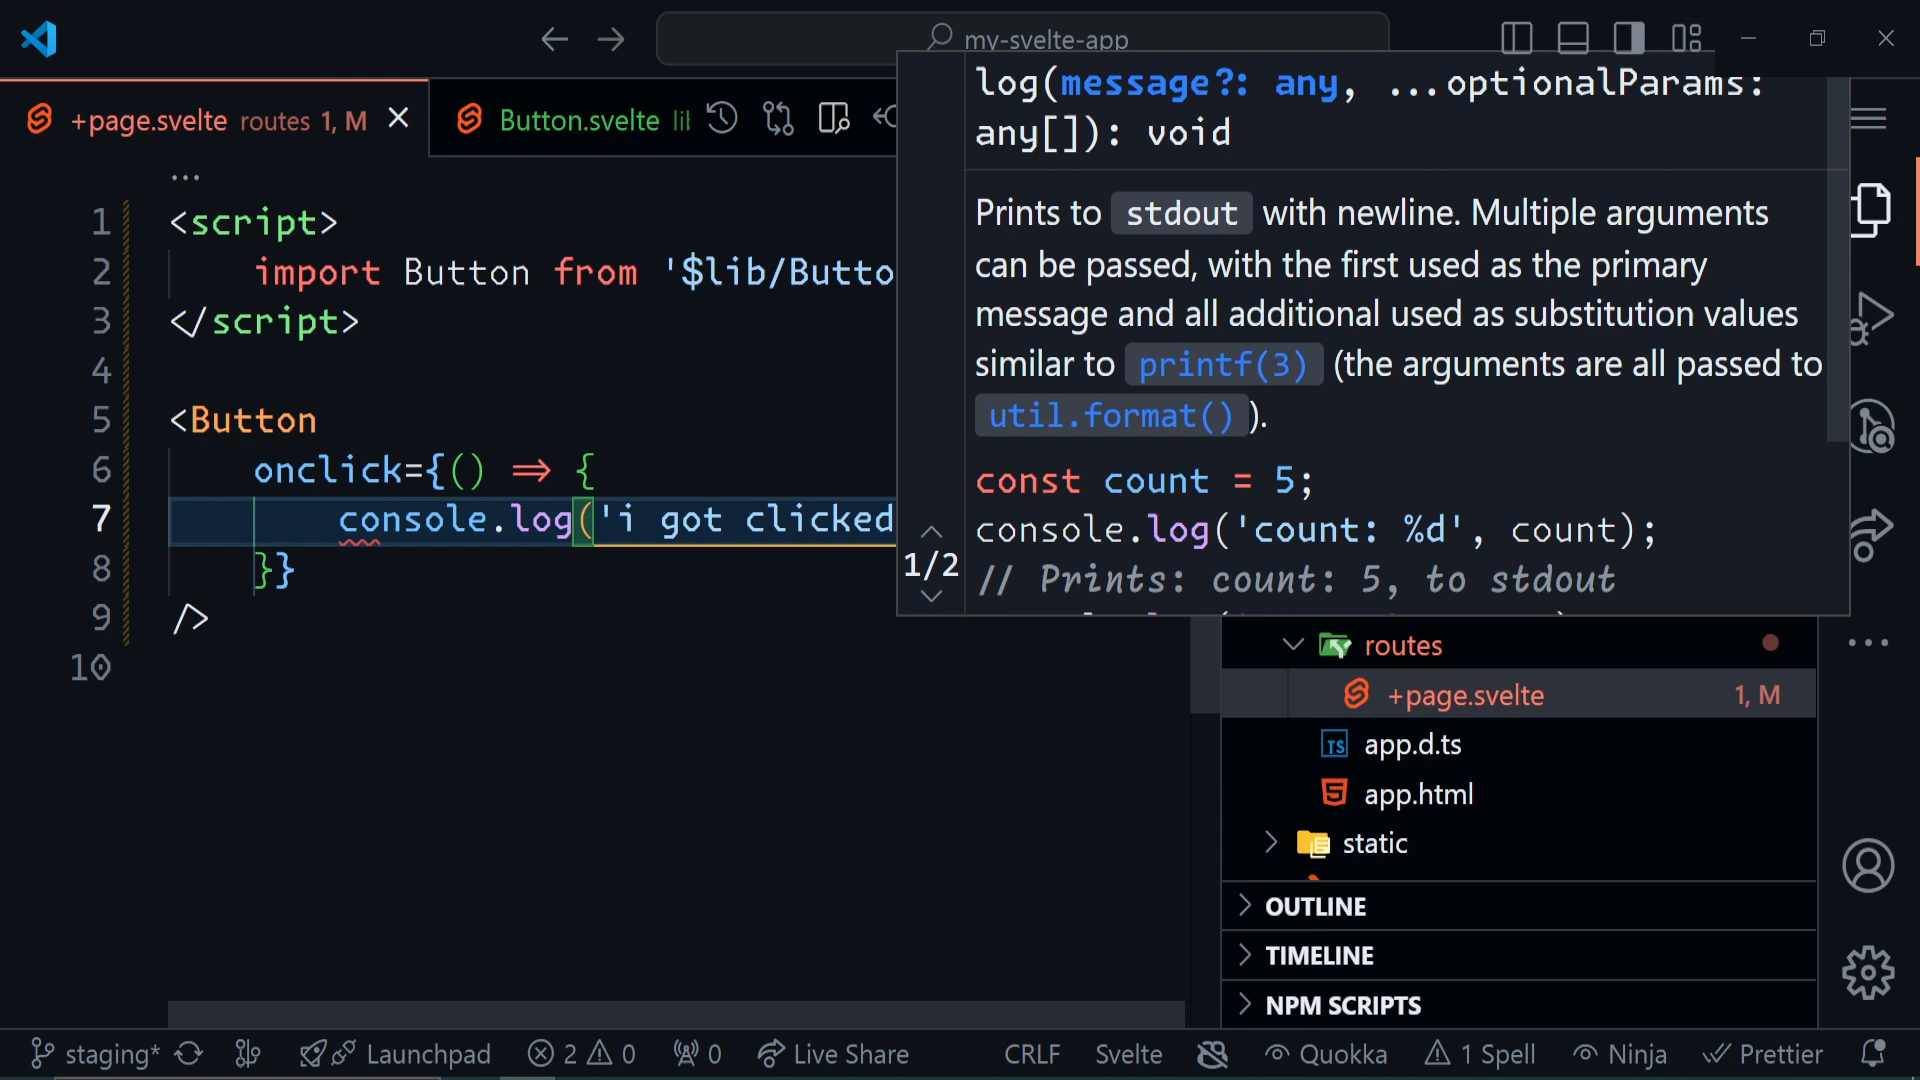 my-svelte-app
+page.svelte routes 1, M
Button.svelte lib
...
1 <script>
2 import Button from '$lib/Butto
3 </script>
4
5 <Button
6 onclick={() => {
7 console.log('i got clicked
8 }}
9 />
10
log(message?: any, ...optionalParams:
any[]): void
Prints to stdout with newline. Multiple arguments
can be passed, with the first used as the primary
message and all additional used as substitution values
similar to printf(3) (the arguments are all passed to
util.format()).
const count = 5;
console.log('count: %d', count);
// Prints: count: 5, to stdout
1/2
routes
+page.svelte 1, M
TS app.d.ts
app.html
static
OUTLINE
TIMELINE
NPM SCRIPTS
staging* Launchpad 2 0 0 Live Share CRLF Svelte Quokka 1 Spell Ninja Prettier